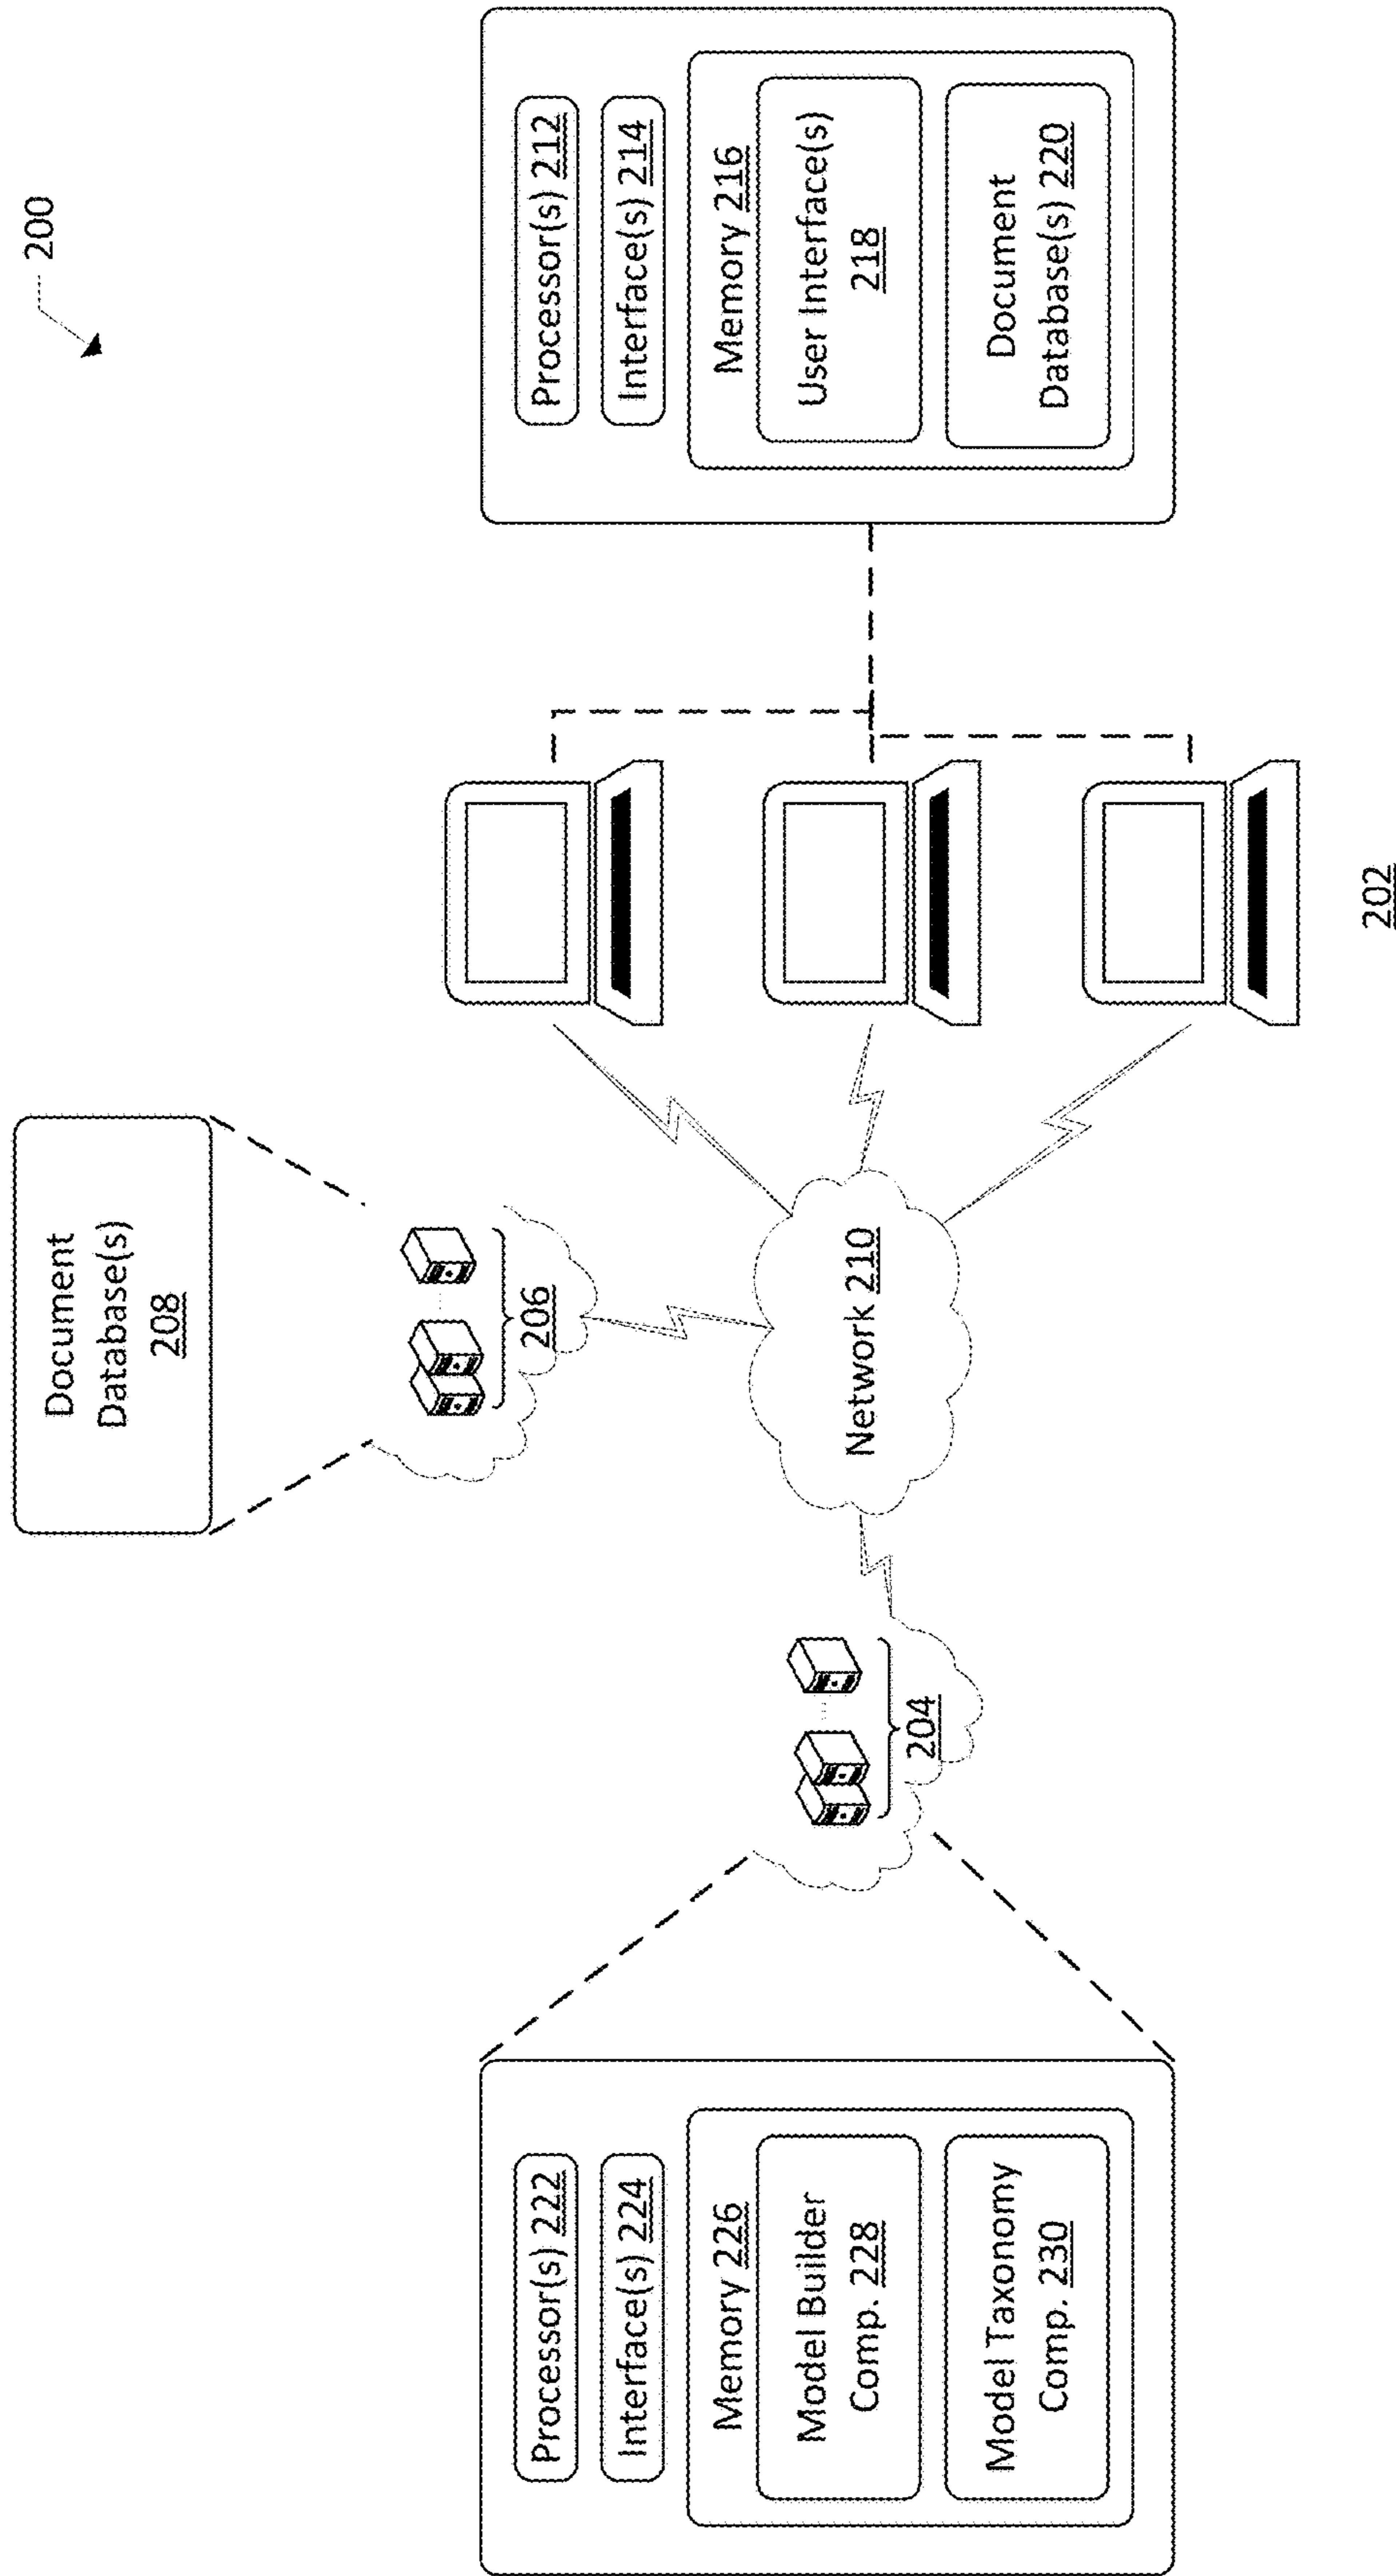 200
Document
Database(s)
208
206
Processor(s) 222
Interface(s) 224
Memory 226
Model Builder
Comp. 228
Model Taxonomy
Comp. 230
204
Network 210
Processor(s) 212
Interface(s) 214
Memory 216
User Interface(s)
218
Document
Database(s) 220
202